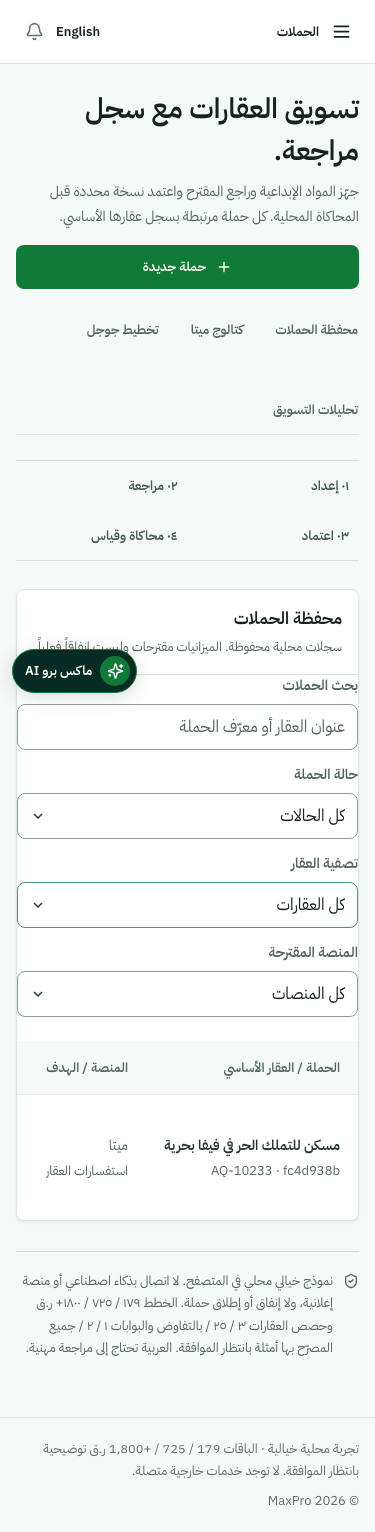 الحملات
English
تسويق العقارات مع سجل
مراجعة.
جهّز المواد الإبداعية وراجع المقترح واعتمد نسخة محددة قبل
المحاكاة المحلية. كل حملة مرتبطة بسجل عقارها الأساسي.
حملة جديدة
محفظة الحملات
كتالوج ميتا
تخطيط جوجل
تحليلات التسويق
٠١ إعداد
٠٢ مراجعة
٠٣ اعتماد
٠٤ محاكاة وقياس
محفظة الحملات
سجلات محلية محفوظة. الميزانيات مقترحات وليست إنفاقاً فعلياً
ماكس برو AI
بحث الحملات
عنوان العقار أو معرّف الحملة
حالة الحملة
كل الحالات
تصفية العقار
كل العقارات
المنصة المقترحة
كل المنصات
الحملة / العقار الأساسي
المنصة / الهدف
مسكن للتملك الحر في فيفا بحرية
ميتا
AQ-10233 · fc4d938b
استفسارات العقار
نموذج خيالي محلي في المتصفح. لا اتصال بذكاء اصطناعي أو منصة
إعلانية، ولا إنفاق أو إطلاق حملة. الخطط ١٧٩ / ٧٢٥ / ١٨٠٠+ ر.ق
وحصص العقارات ٣ / ٢٥ / بالتفاوض والبوابات ١ / ٢ / جميع
المصرّح بها أمثلة بانتظار الموافقة. العربية تحتاج إلى مراجعة مهنية.
تجربة محلية خيالية · الباقات 179 / 725 / +1,800 ر.ق توضيحية
بانتظار الموافقة. لا توجد خدمات خارجية متصلة.
© 2026 MaxPro